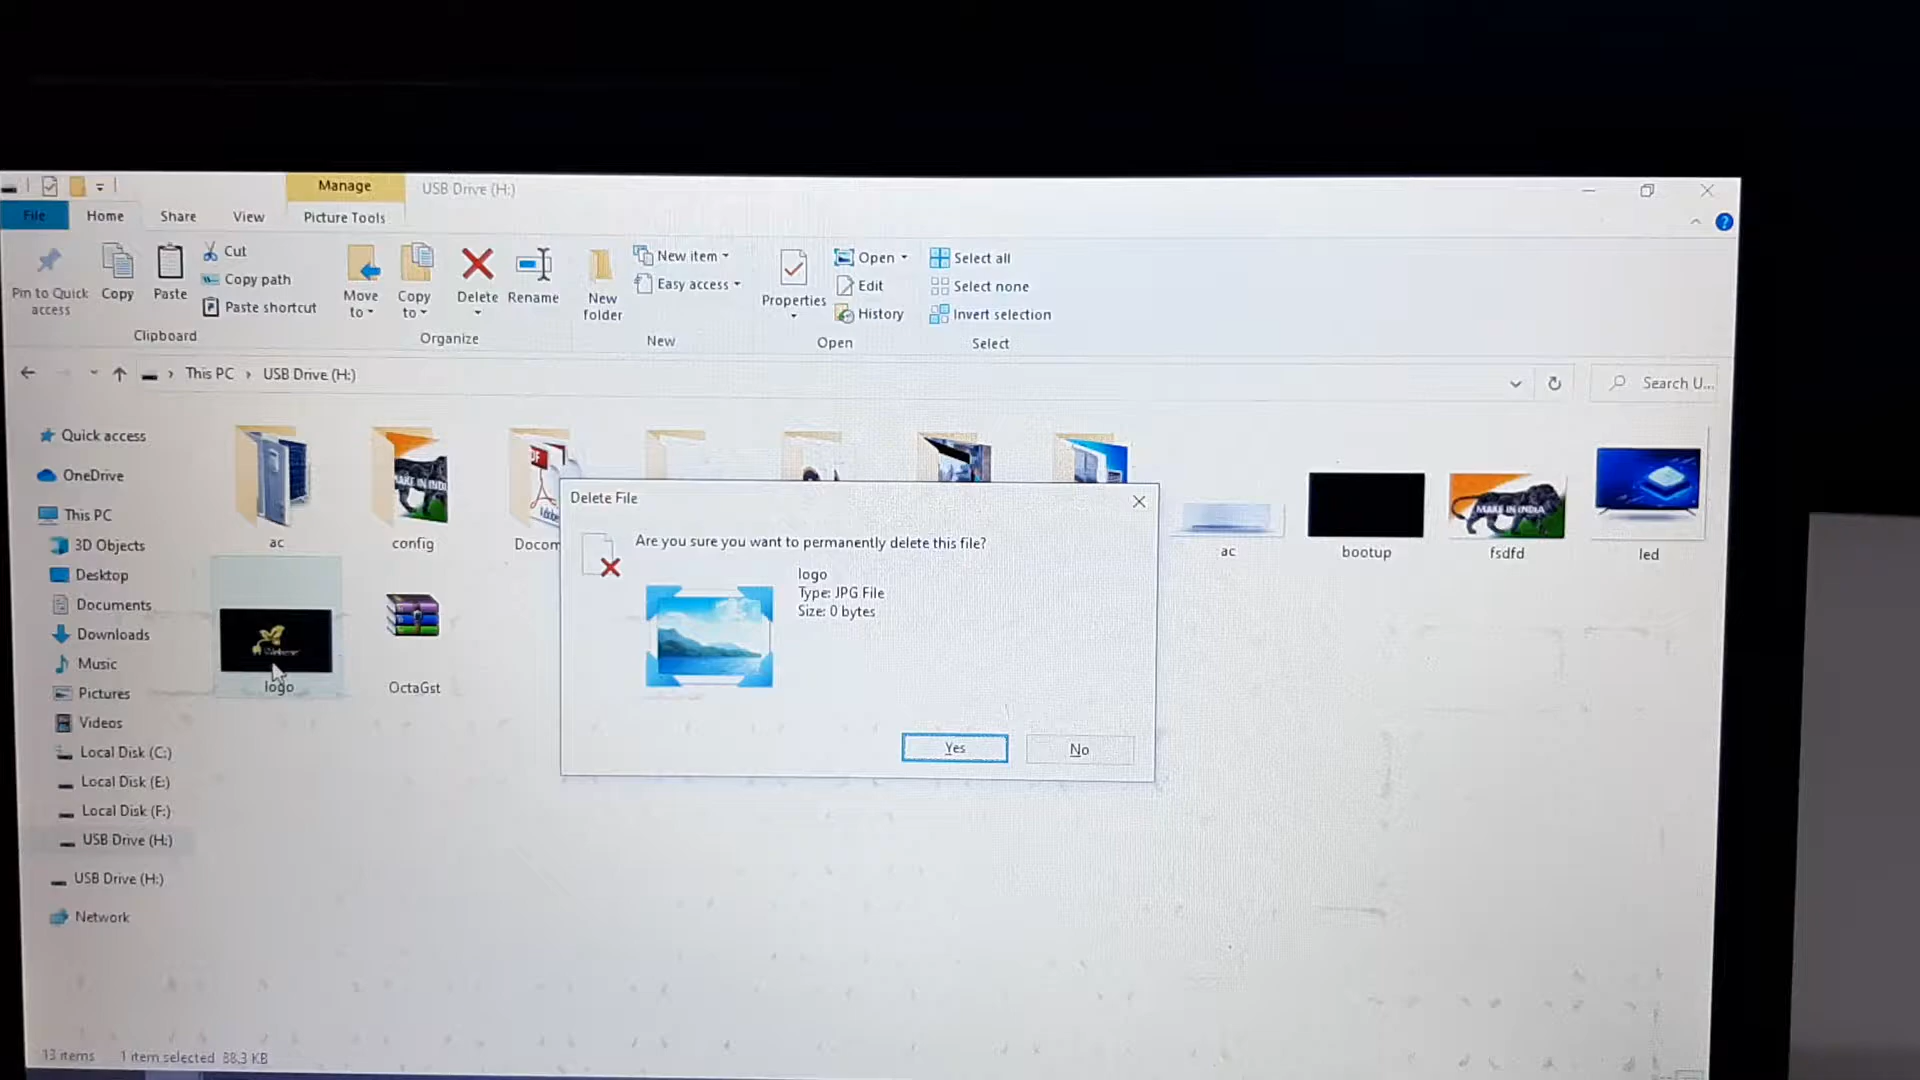 Manage
USB Drive (H:)
File
Home
Share
View
Picture Tools
Pin to Quick
access
Copy
Paste
Cut
Copy path
Paste shortcut
Clipboard
Move
to
Copy
to
Delete
Rename
Organize
New
folder
New item
Easy access
New
Properties
Open
Edit
History
Open
Select all
Select none
Invert selection
Select
This PC
USB Drive (H:)
Search U...
Quick access
OneDrive
This PC
3D Objects
Desktop
Documents
Downloads
Music
Pictures
Videos
Local Disk (C:)
Local Disk (E:)
Local Disk (F:)
USB Drive (H:)
USB Drive (H:)
Network
ac
MAKE IN INDI
config
Docum
ac
bootup
MAKE IN INDIA
fsdfd
led
logo
OctaGst
Delete File
Are you sure you want to permanently delete this file?
logo
Type: JPG File
Size: 0 bytes
Yes
No
13 items
1 item selected 88.3 KB